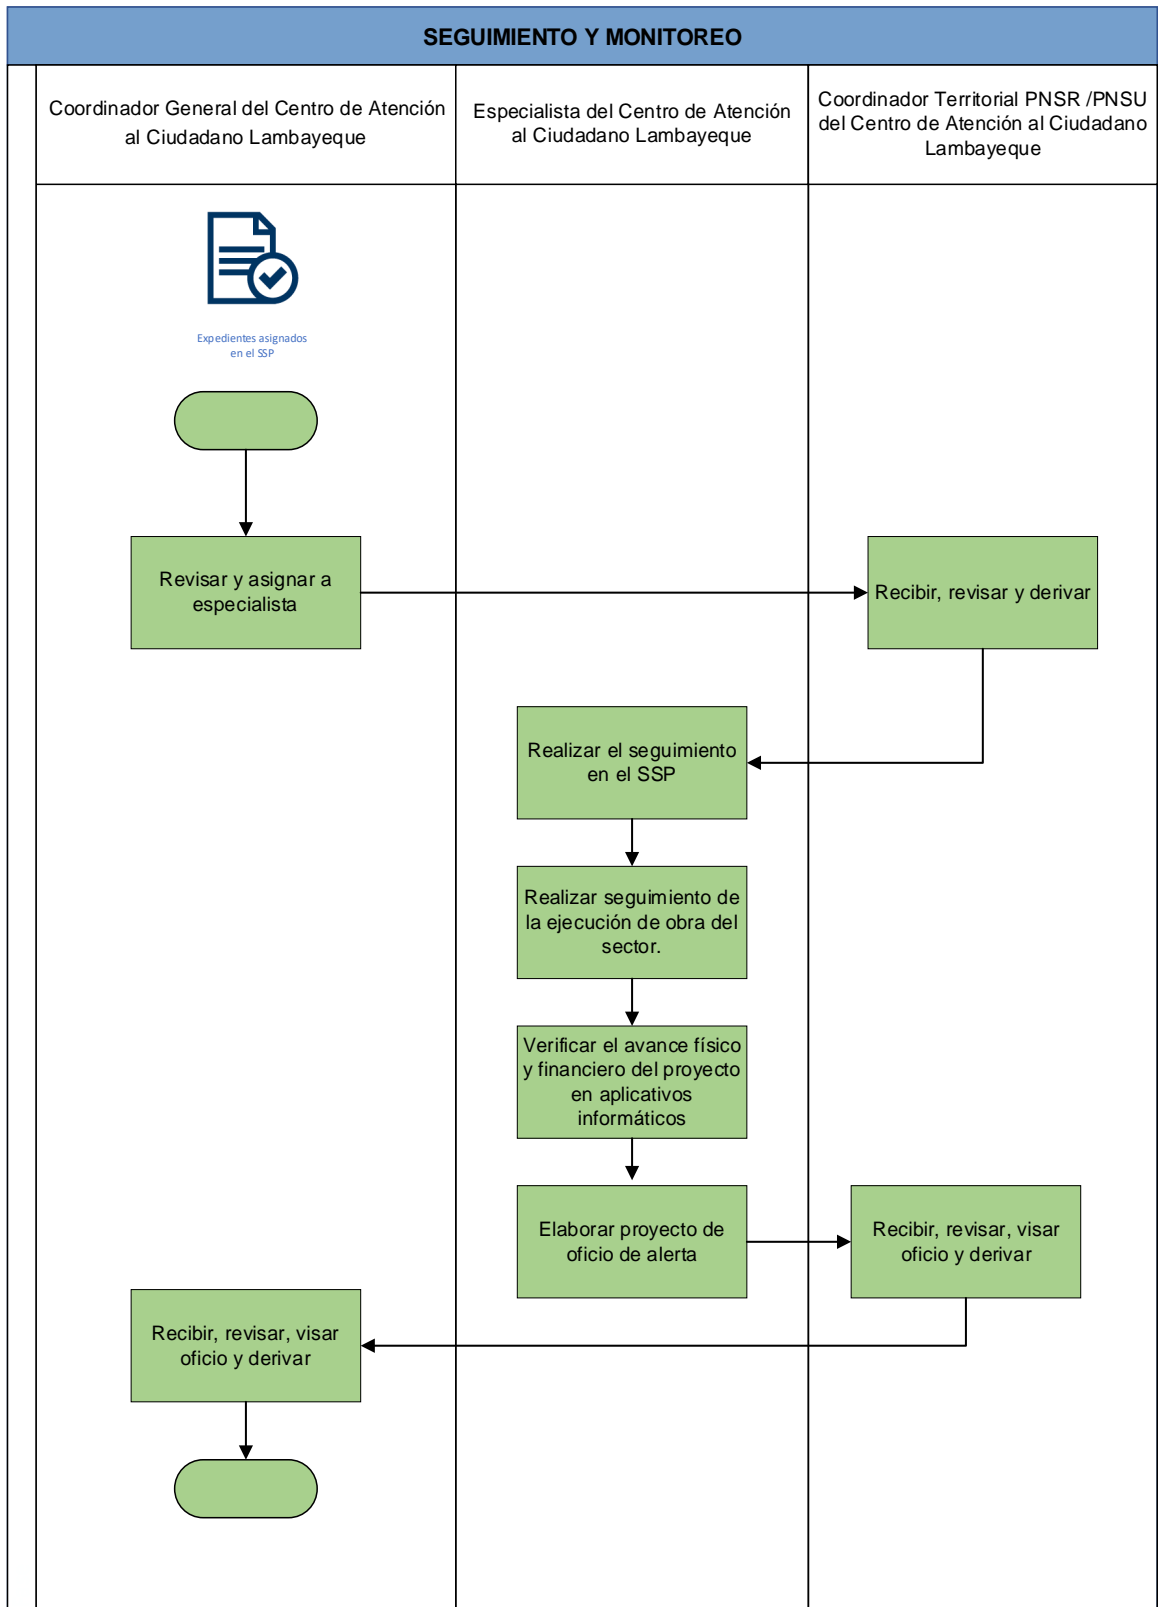 SEGUIMIENTO Y MONITOREO
Coordinador General del Centro de Atención
al Ciudadano Lambayeque
Especialista del Centro de Atención
al Ciudadano Lambayeque
Coordinador Territorial PNSR /PNSU
del Centro de Atención al Ciudadano
Lambayeque
Expedientes asignados
en el SSP
Revisar y asignar a
especialista
Recibir, revisar y derivar
Realizar el seguimiento
en el SSP
Realizar seguimiento de
la ejecución de obra del
sector.
Verificar el avance físico
y financiero del proyecto
en aplicativos
informáticos
Elaborar proyecto de
oficio de alerta
Recibir, revisar, visar
oficio y derivar
Recibir, revisar, visar
oficio y derivar